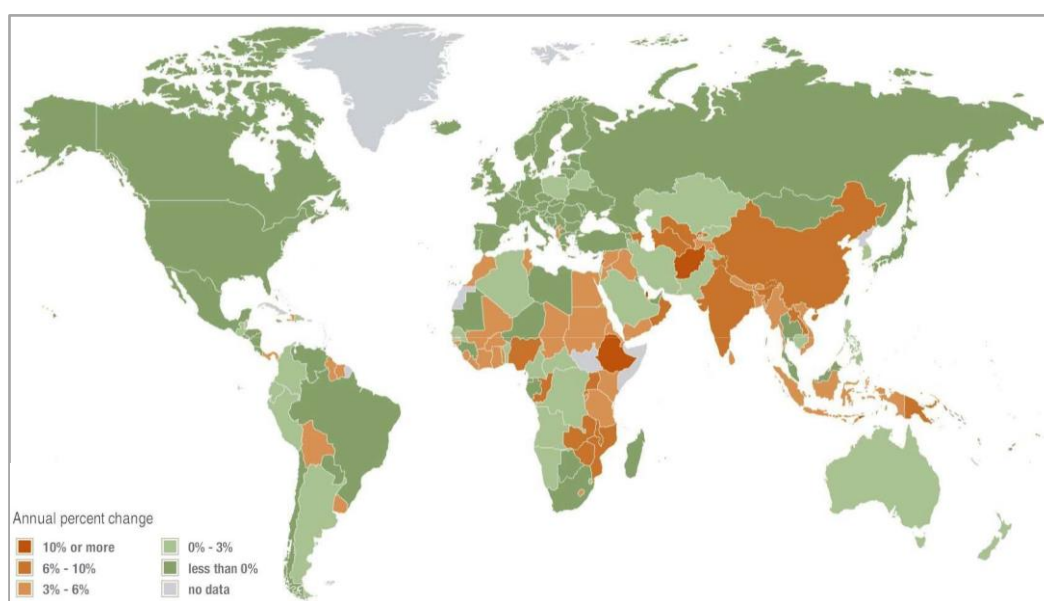 Annual percent change
10% or more
6% - 10%
3% - 6%
0% - 3%
less than 0%
no data